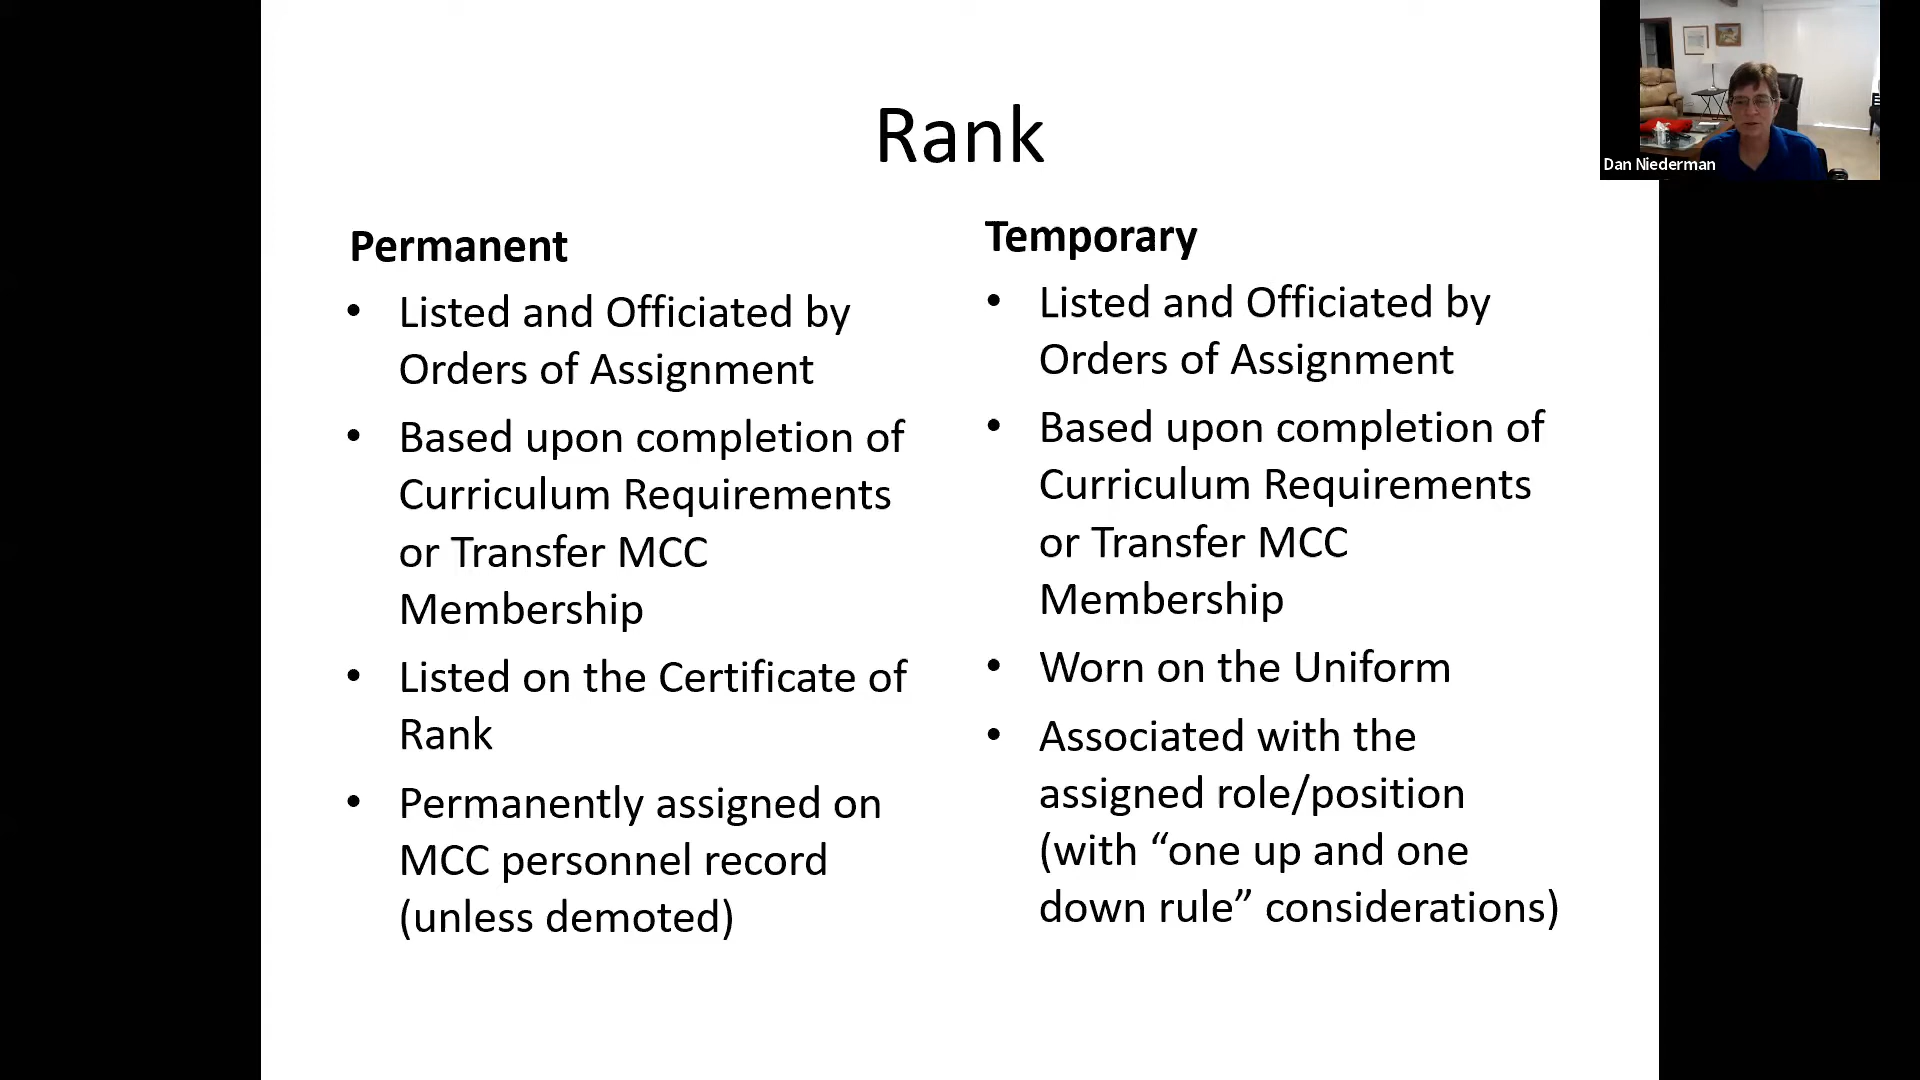 Rank
Permanent
• Listed and Officiated by
Orders of Assignment
• Based upon completion of
Curriculum Requirements
or Transfer MCC
Membership
• Listed on the Certificate of
Rank
• Permanently assigned on
MCC personnel record
(unless demoted)
Temporary
• Listed and Officiated by
Orders of Assignment
• Based upon completion of
Curriculum Requirements
or Transfer MCC
Membership
• Worn on the Uniform
• Associated with the
assigned role/position
(with “one up and one
down rule” considerations)
Dan Niederman